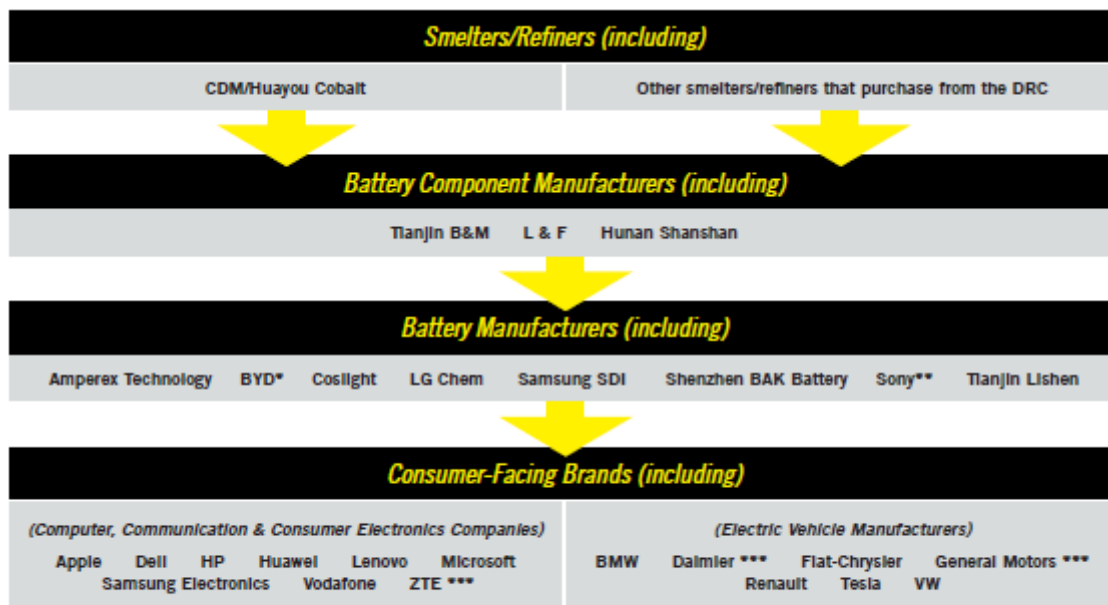 Smelters/Refiners (including)
CDM/Huayou Cobalt
Other smelters/refiners that purchase from the DRC
Battery Component Manufacturers (including)
Tianjin B&M L & F Hunan Shanshan
Battery Manufacturers (including)
Amperex Technology BYD* Coslight LG Chem Samsung SDI Shenzhen BAK Battery Sony** Tianjin Lishen
Consumer-Facing Brands (including)
(Computer, Communication & Consumer Electronics Companies)
Apple Dell HP Huawei Lenovo Microsoft
Samsung Electronics Vodafone ZTE ***
(Electric Vehicle Manufacturers)
BMW Daimler *** Fiat-Chrysler General Motors ***
Renault Tesla VW